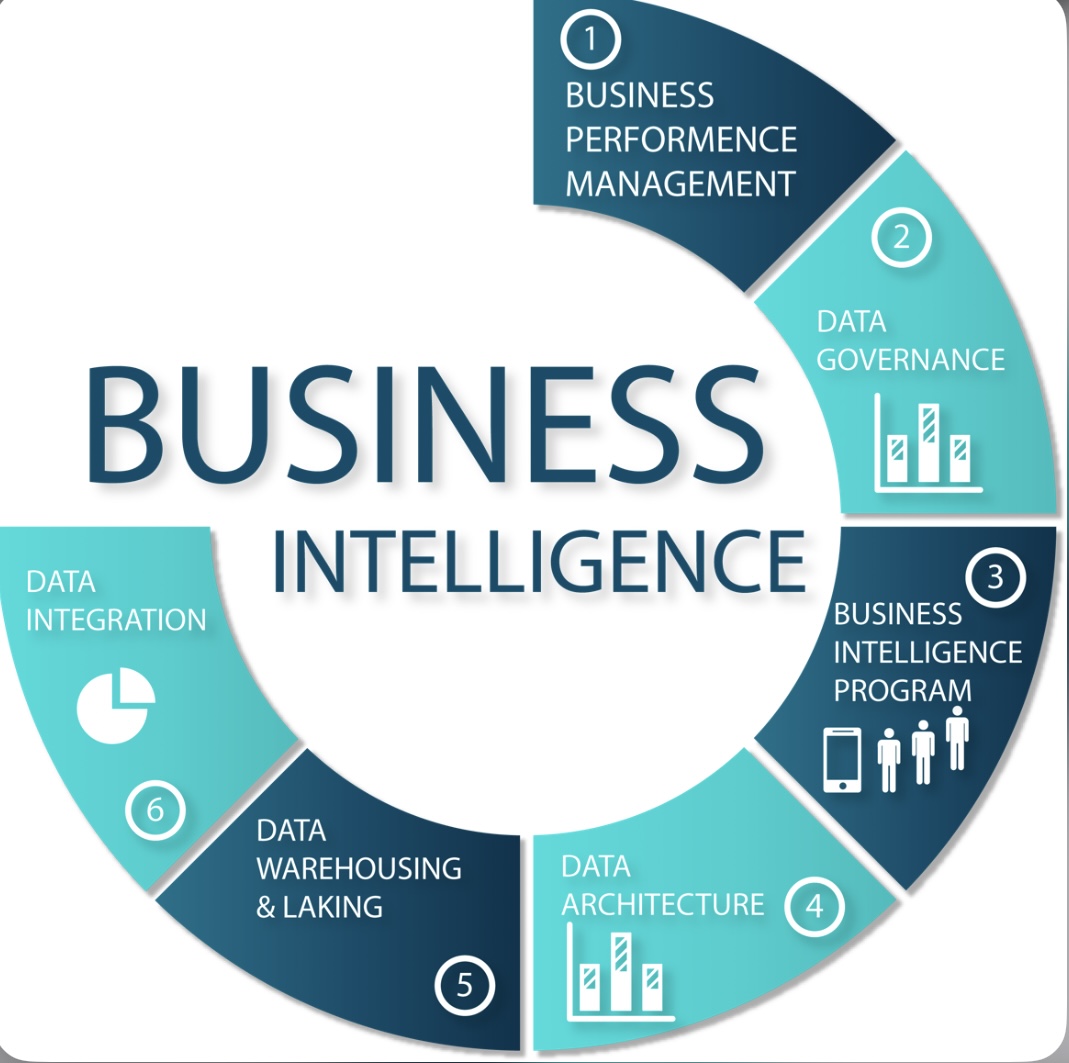 1
BUSINESS
PERFORMENCE
MANAGEMENT
2
DATA
GOVERNANCE
BUSINESS
INTELLIGENCE
3
BUSINESS
INTELLIGENCE
PROGRAM
DATA
ARCHITECTURE
4
DATA
WAREHOUSING
& LAKING
5
DATA
INTEGRATION
6